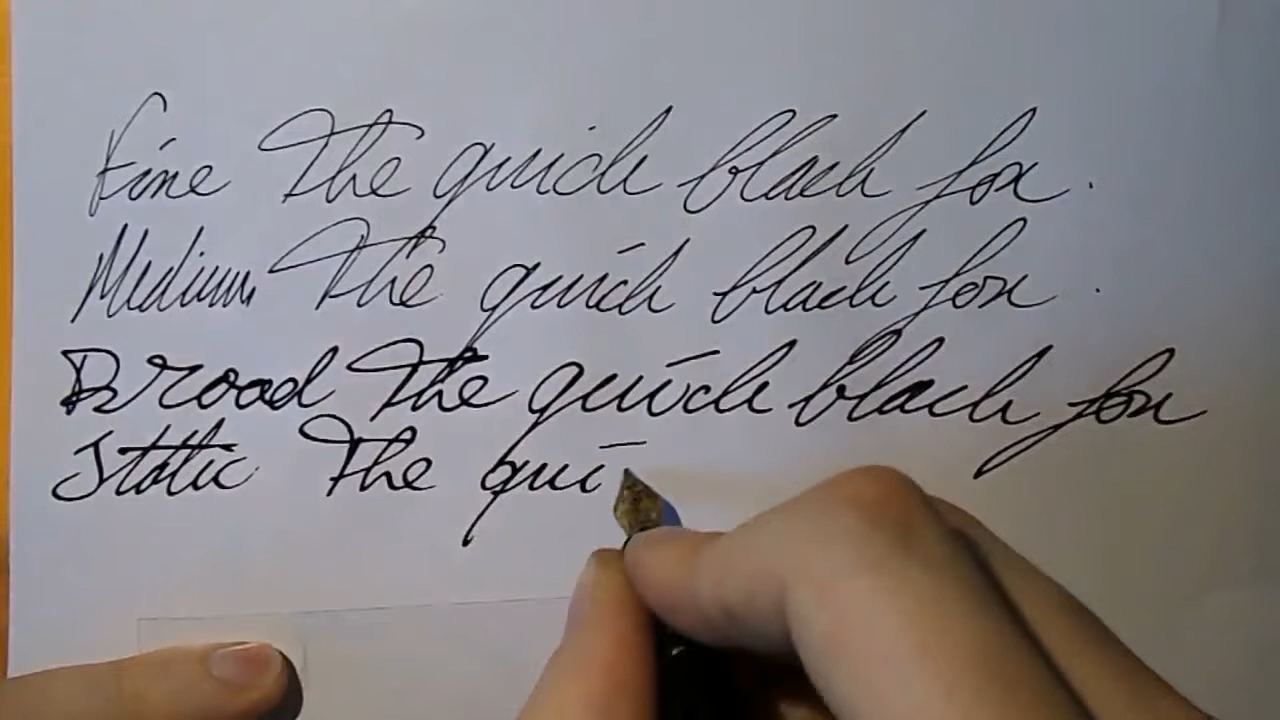 Fine The quick black fox.
Medium The quick black fox.
Broad The quick black fox
Static The qui